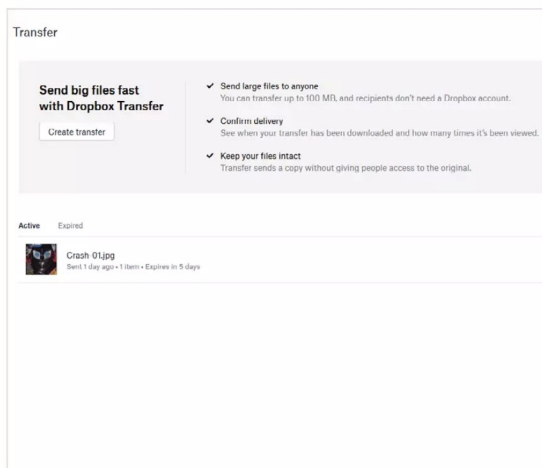 Transfer
Send big files fast
with Dropbox Transfer
Create transfer
Send large files to anyone
You can transfer up to 100 MB, and recipients don't need a Dropbox account.
Confirm delivery
See when your transfer has been downloaded and how many times it's been viewed.
Keep your files intact
Transfer sends a copy without giving people access to the original.
Active Expired
Crash 01.jpg
Sent 1 day ago • 1 item • Expires in 5 days